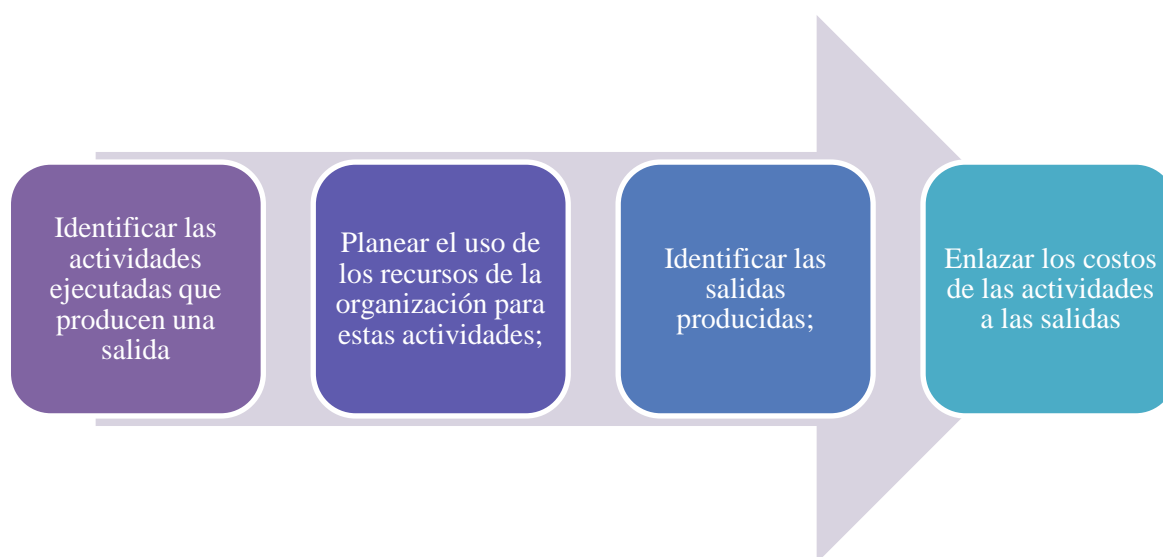 Identificar las
actividades
ejecutadas que
producen una
salida
Planear el uso de
los recursos de la
organización para
estas actividades;
Identificar las
salidas
producidas;
Enlazar los costos
de las actividades
a las salidas